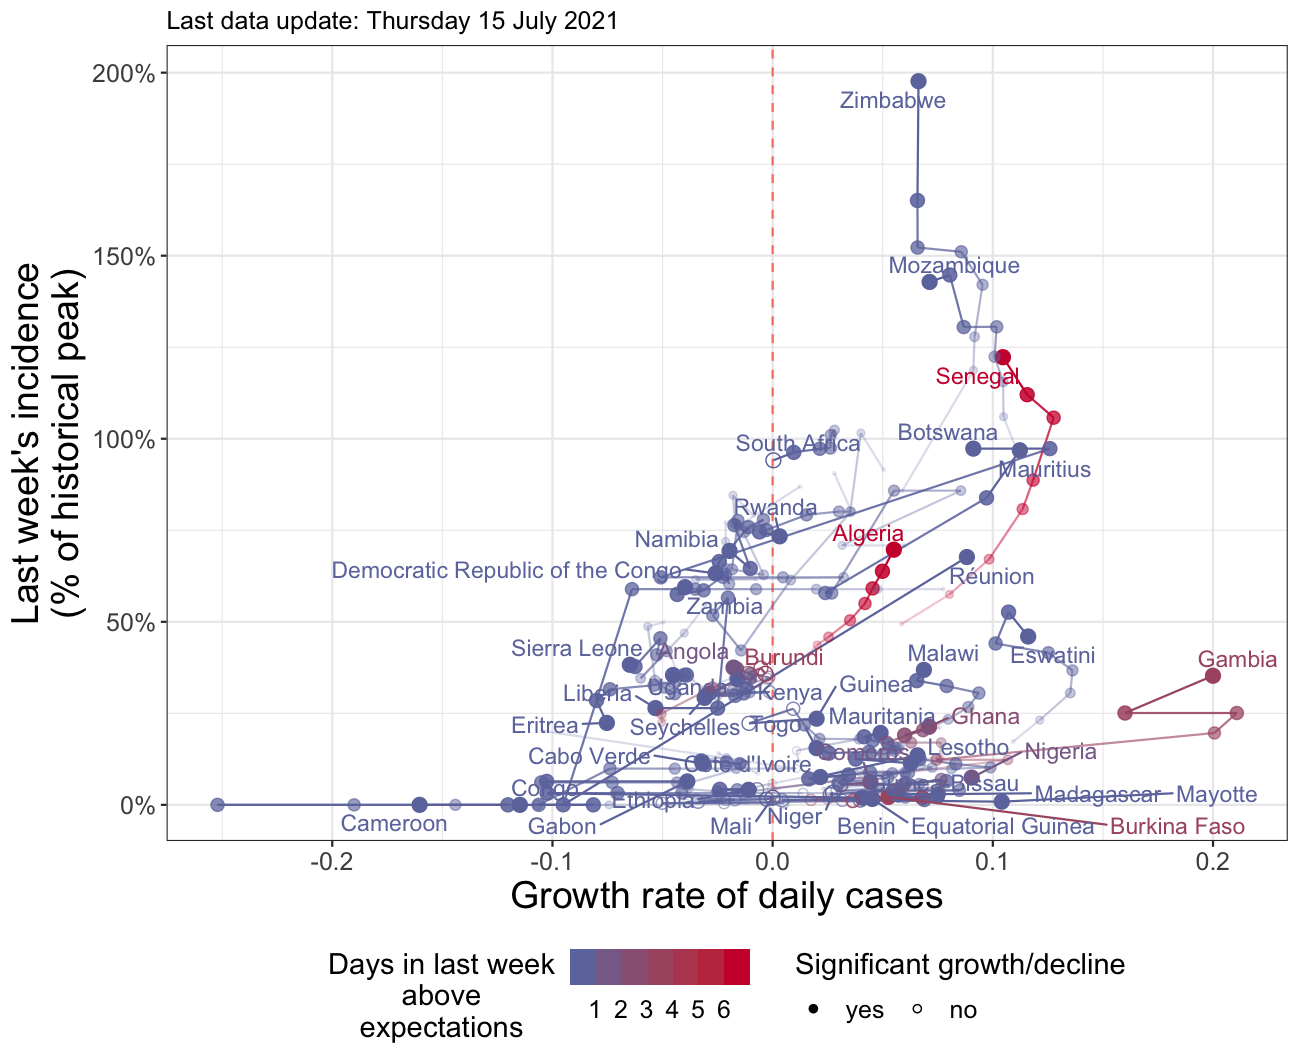 Last data update: Thursday 15 July 2021
Last week's incidence
(% of historical peak)
200%
150%
100%
50%
0%
Zimbabwe
Mozambique
Senegal
Botswana
South Africa
Mauritius
Rwanda
Algeria
Namibia
Democratic Republic of the Congo
Réunion
Zambia
Sierra Leone
Angola
Burundi
Malawi
Eswatini
Gambia
Liberia
Uganda
Kenya
Guinea
Eritrea
Seychelles
Togo
Mauritania
Ghana
Cabo Verde
Côte d'Ivoire
Comoros
Lesotho
Nigeria
Congo
Ethiopia
Bissau
Madagascar
Mayotte
Cameroon
Gabon
Mali
Niger
Benin
Equatorial Guinea
Burkina Faso
-0.2
-0.1
0.0
0.1
0.2
Growth rate of daily cases
Days in last week
above
expectations
1 2 3 4 5 6
Significant growth/decline
yes
no